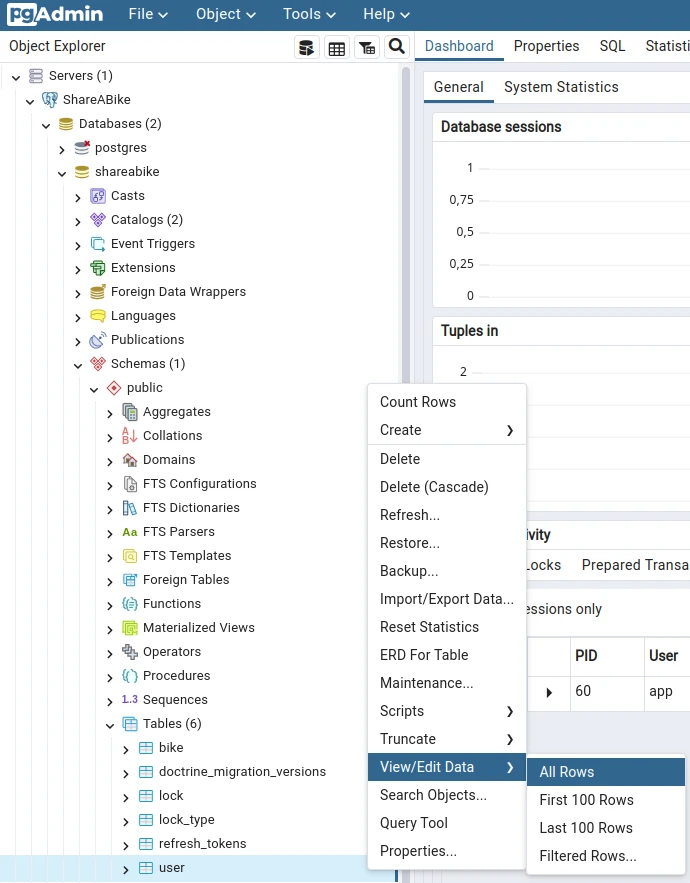 pgAdmin File Object Tools Help
Object Explorer
Dashboard Properties SQL Statisti
Servers (1)
ShareABike
Databases (2)
postgres
shareabike
Casts
Catalogs (2)
Event Triggers
Extensions
Foreign Data Wrappers
Languages
Publications
Schemas (1)
public
Aggregates
Collations
Domains
FTS Configurations
FTS Dictionaries
Aa FTS Parsers
FTS Templates
Foreign Tables
Functions
Materialized Views
Operators
Procedures
1.3 Sequences
Tables (6)
bike
doctrine_migration_versions
lock
lock_type
refresh_tokens
user
General System Statistics
Database sessions
1
0,75
0,5
0,25
0
Tuples in
2
Count Rows
Create
Delete
Delete (Cascade)
Refresh...
Restore...
Backup...
Import/Export Data...
Reset Statistics
ERD For Table
Maintenance...
Scripts
Truncate
View/Edit Data
Search Objects...
Query Tool
Properties...
All Rows
First 100 Rows
Last 100 Rows
Filtered Rows...
ivity
Locks Prepared Transa
essions only
PID User
60 app